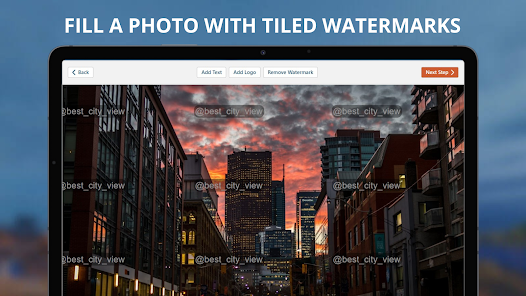 FILL A PHOTO WITH TILED WATERMARKS
Back Add Text Add Logo Remove Watermark Next Step
@best_city_view @best_city_view @best_city_view
@best_city_view @best_city_view @best_city_view
@best_city_view @best_city_view @best_city_view